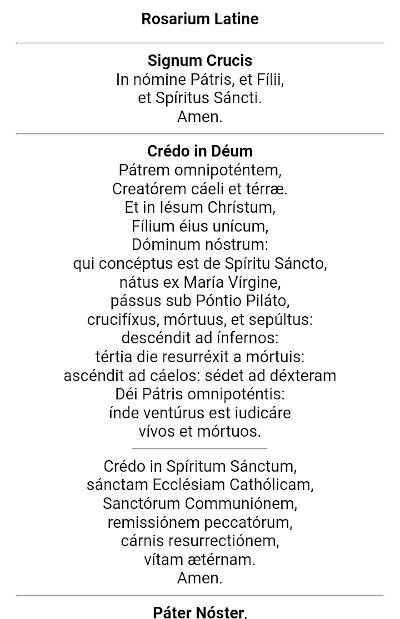 Rosarium Latine
Signum Crucis
In nómine Pátris, et Fílii,
et Spíritus Sáncti.
Amen.
Crédo in Déum
Pátrem omnipoténtem,
Creatórem cáeli et térræ.
Et in Iésum Chrístum,
Fílium éius unícum,
Dóminum nóstrum:
qui concéptus est de Spíritu Sáncto,
nátus ex María Vírgine,
pássus sub Póntio Piláto,
crucifíxus, mórtuus, et sepúltus:
descéndit ad ínfernos:
tértia die resurréxit a mórtuis:
ascéndit ad cáelos: sédet ad déxteram
Déi Pátris omnipoténtis:
índe ventúrus est iudicáre
vívos et mórtuos.
Crédo in Spíritum Sánctum,
sánctam Ecclésiam Cathólicam,
Sanctórum Communiónem,
remissiónem peccatórum,
cárnis resurrectiónem,
vítam ætérnam.
Amen.
Páter Nóster.